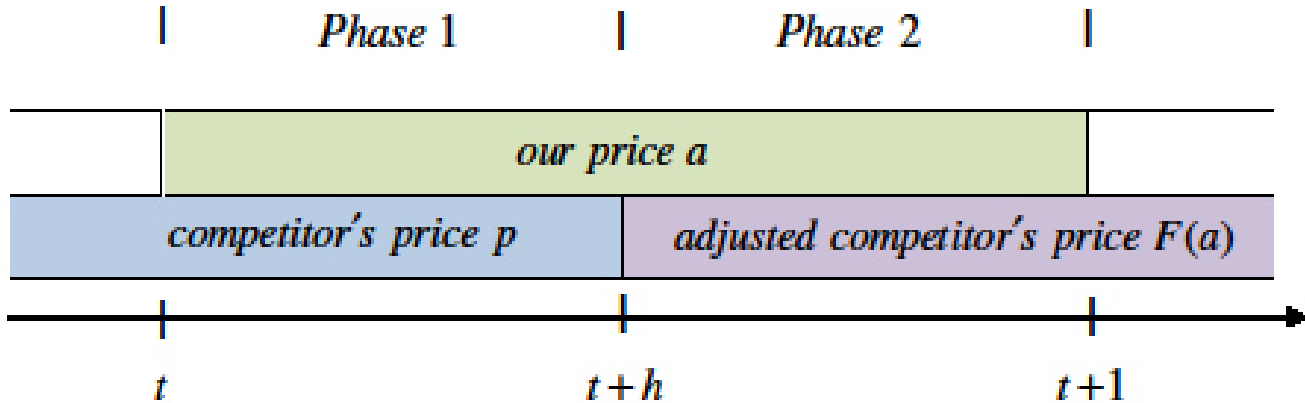 | Phase 1 | Phase 2 |
our price a
competitor's price p adjusted competitor's price F(a)
t t+h t+1